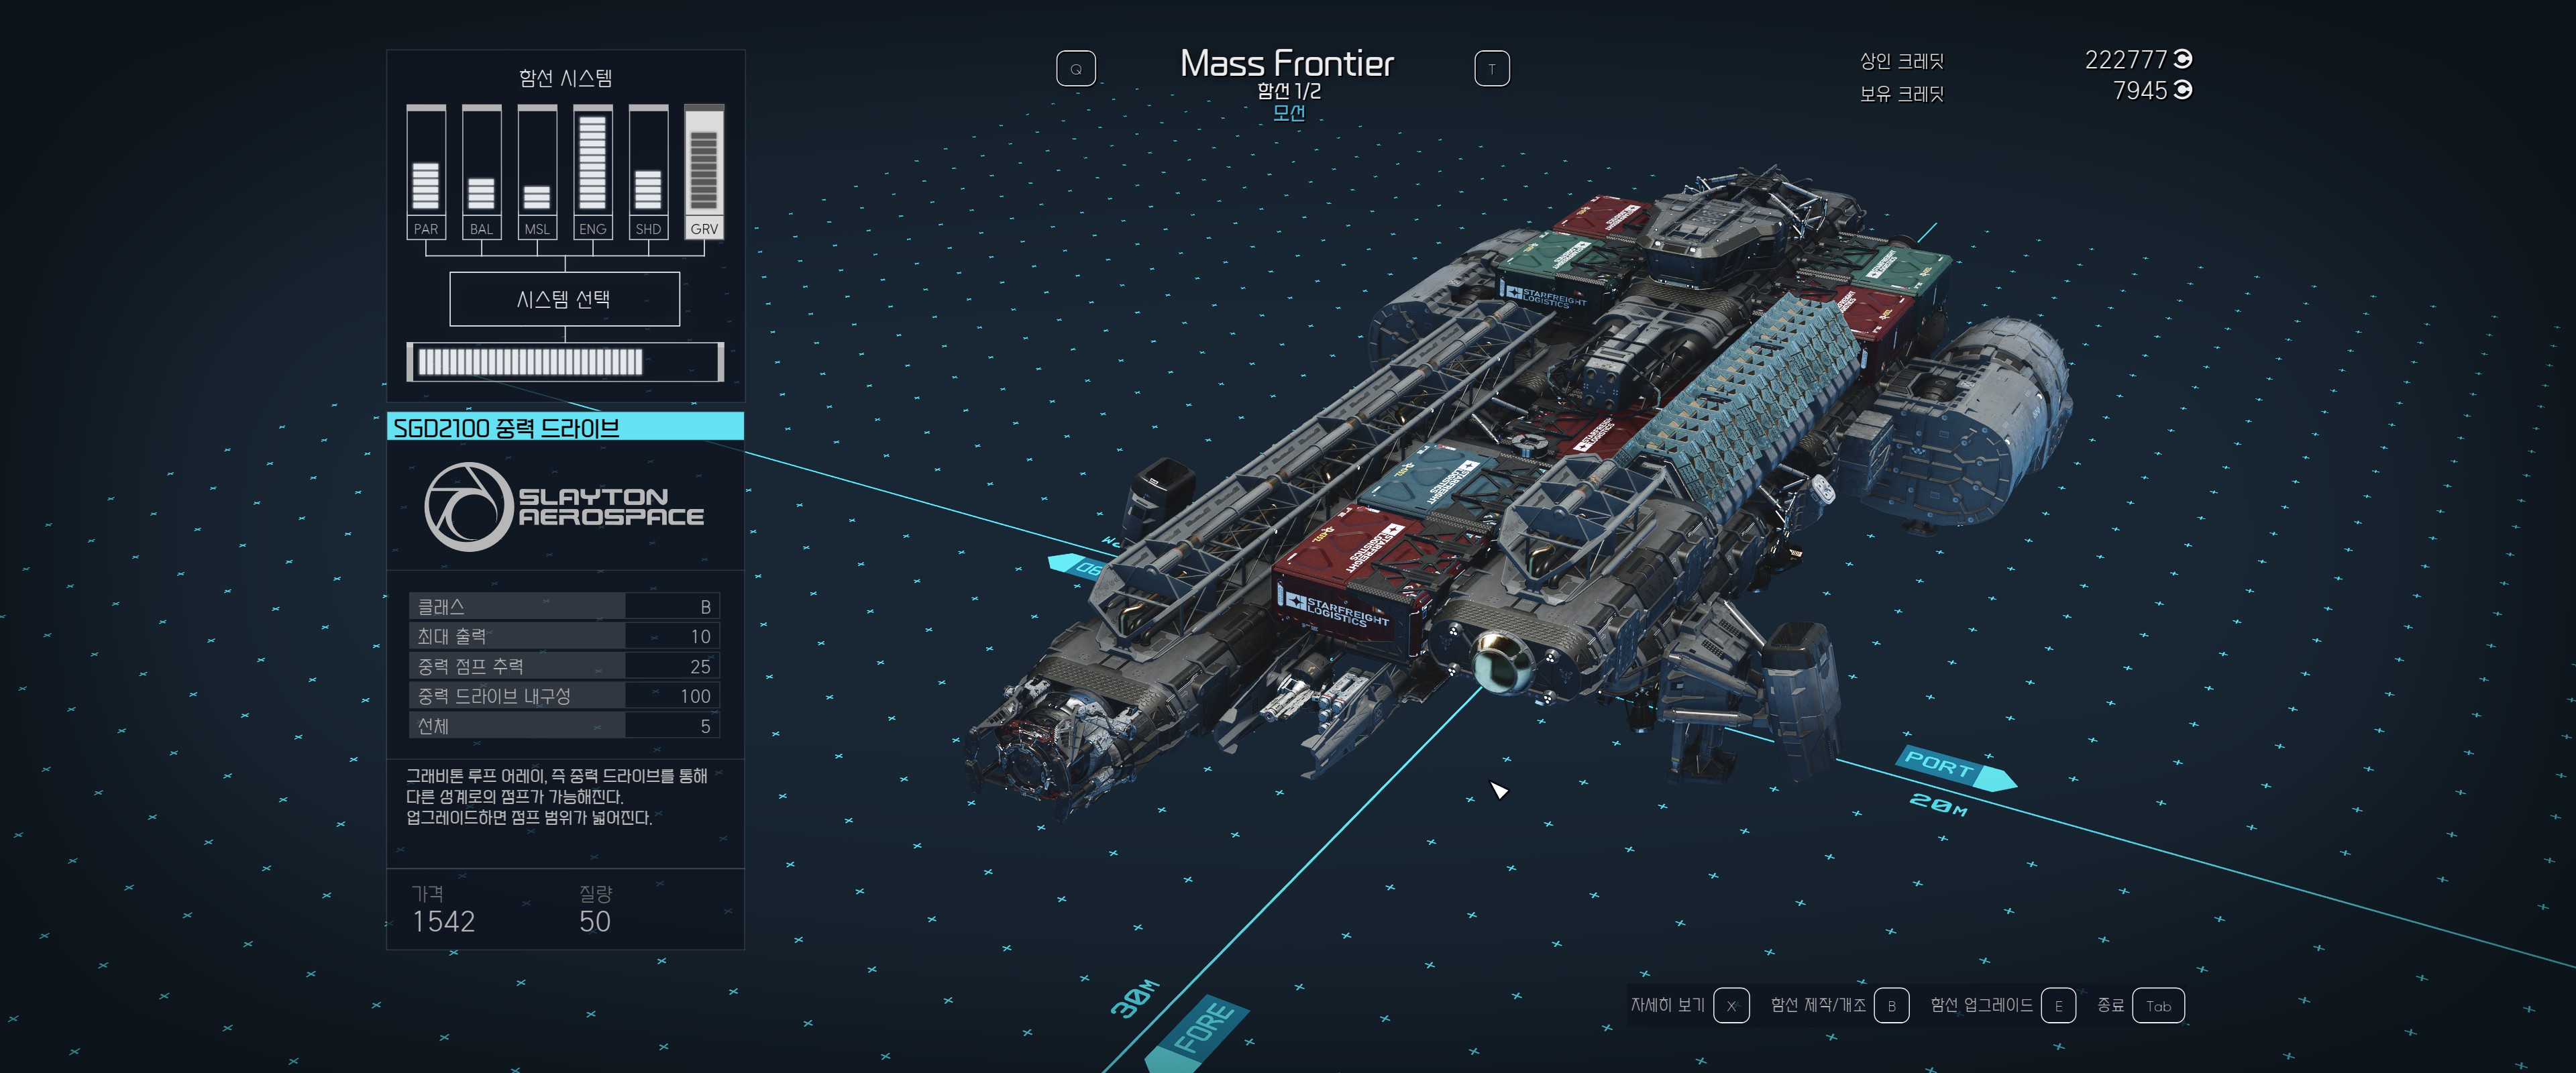 함선 시스템
PAR BAL MSL ENG SHD GRV
시스템 선택
SGD2100 중력 드라이브
SLAYTON
AEROSPACE
클래스 B
최대 출력 10
중력 점프 추력 25
중력 드라이브 내구성 100
선체 5
그래비톤 루프 어레이, 즉 중력 드라이브를 통해
다른 성계로의 점프가 가능해진다.
업그레이드하면 점프 범위가 넓어진다.
가격 질량
1542 50
Q Mass Frontier T
함선 1/2
모선
상인 크레딧 222777
보유 크레딧 7945
STARFREIGHT
LOGISTICS
STARFREIGHT
LOGISTICS
STARFREIGHT
LOGISTICS
PORT
20M
30M
FORE
자세히 보기 X 함선 제작/개조 B 함선 업그레이드 E 종료 Tab